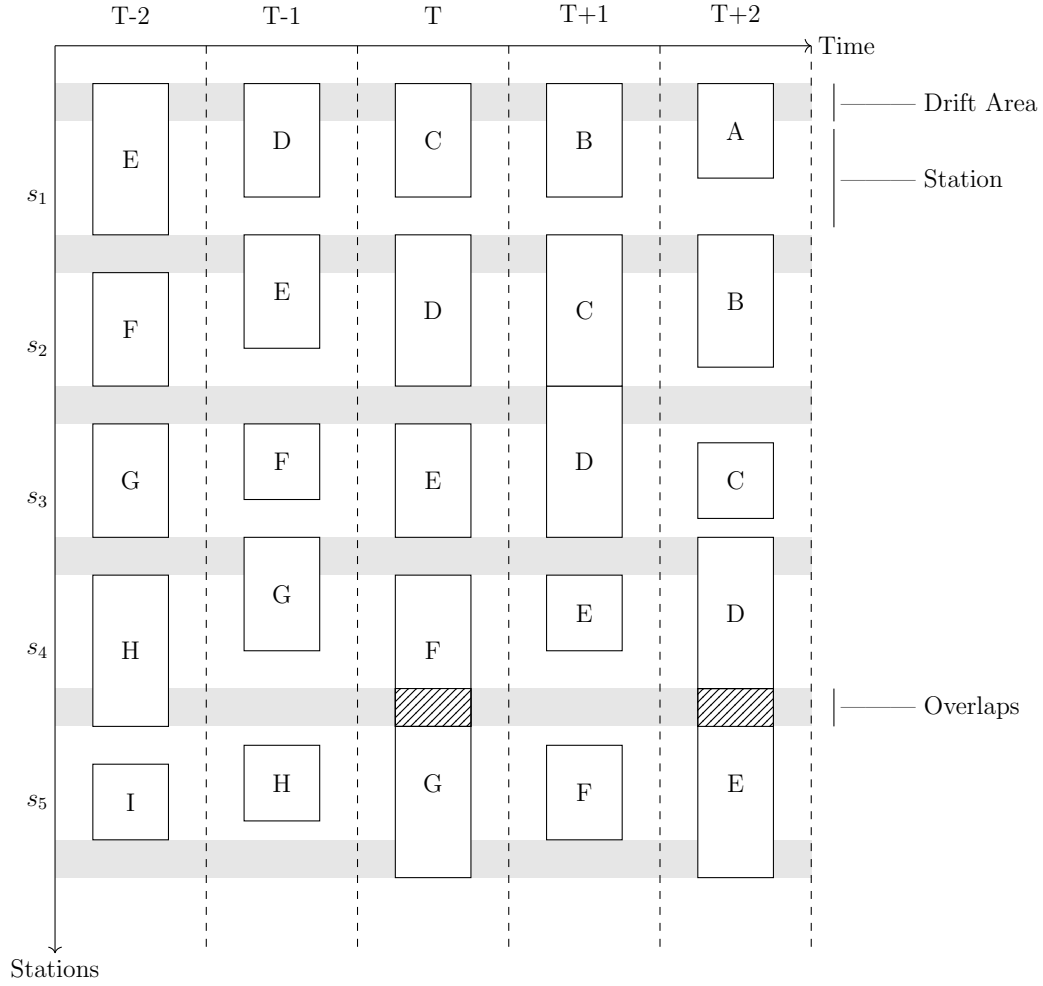 T-2 T-1 T T+1 T+2
Time
Drift Area
A
D C B
E
Station
s1
E
B
D C
F
s2
F
D
G E C
s3
G
E D
H F
s4
Overlaps
H G E
F
I
s5
Stations